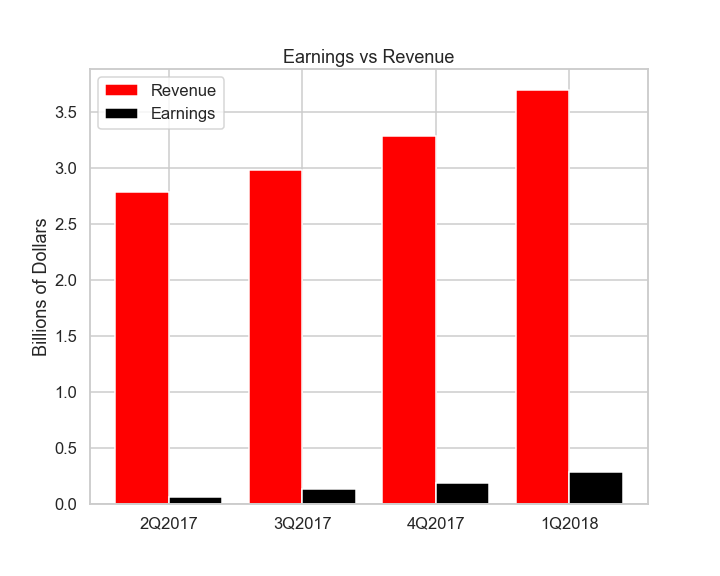 Earnings vs Revenue
Revenue
Earnings
Billions of Dollars
3.5
3.0
2.5
2.0
1.5
1.0
0.5
0.0
2Q2017 3Q2017 4Q2017 1Q2018